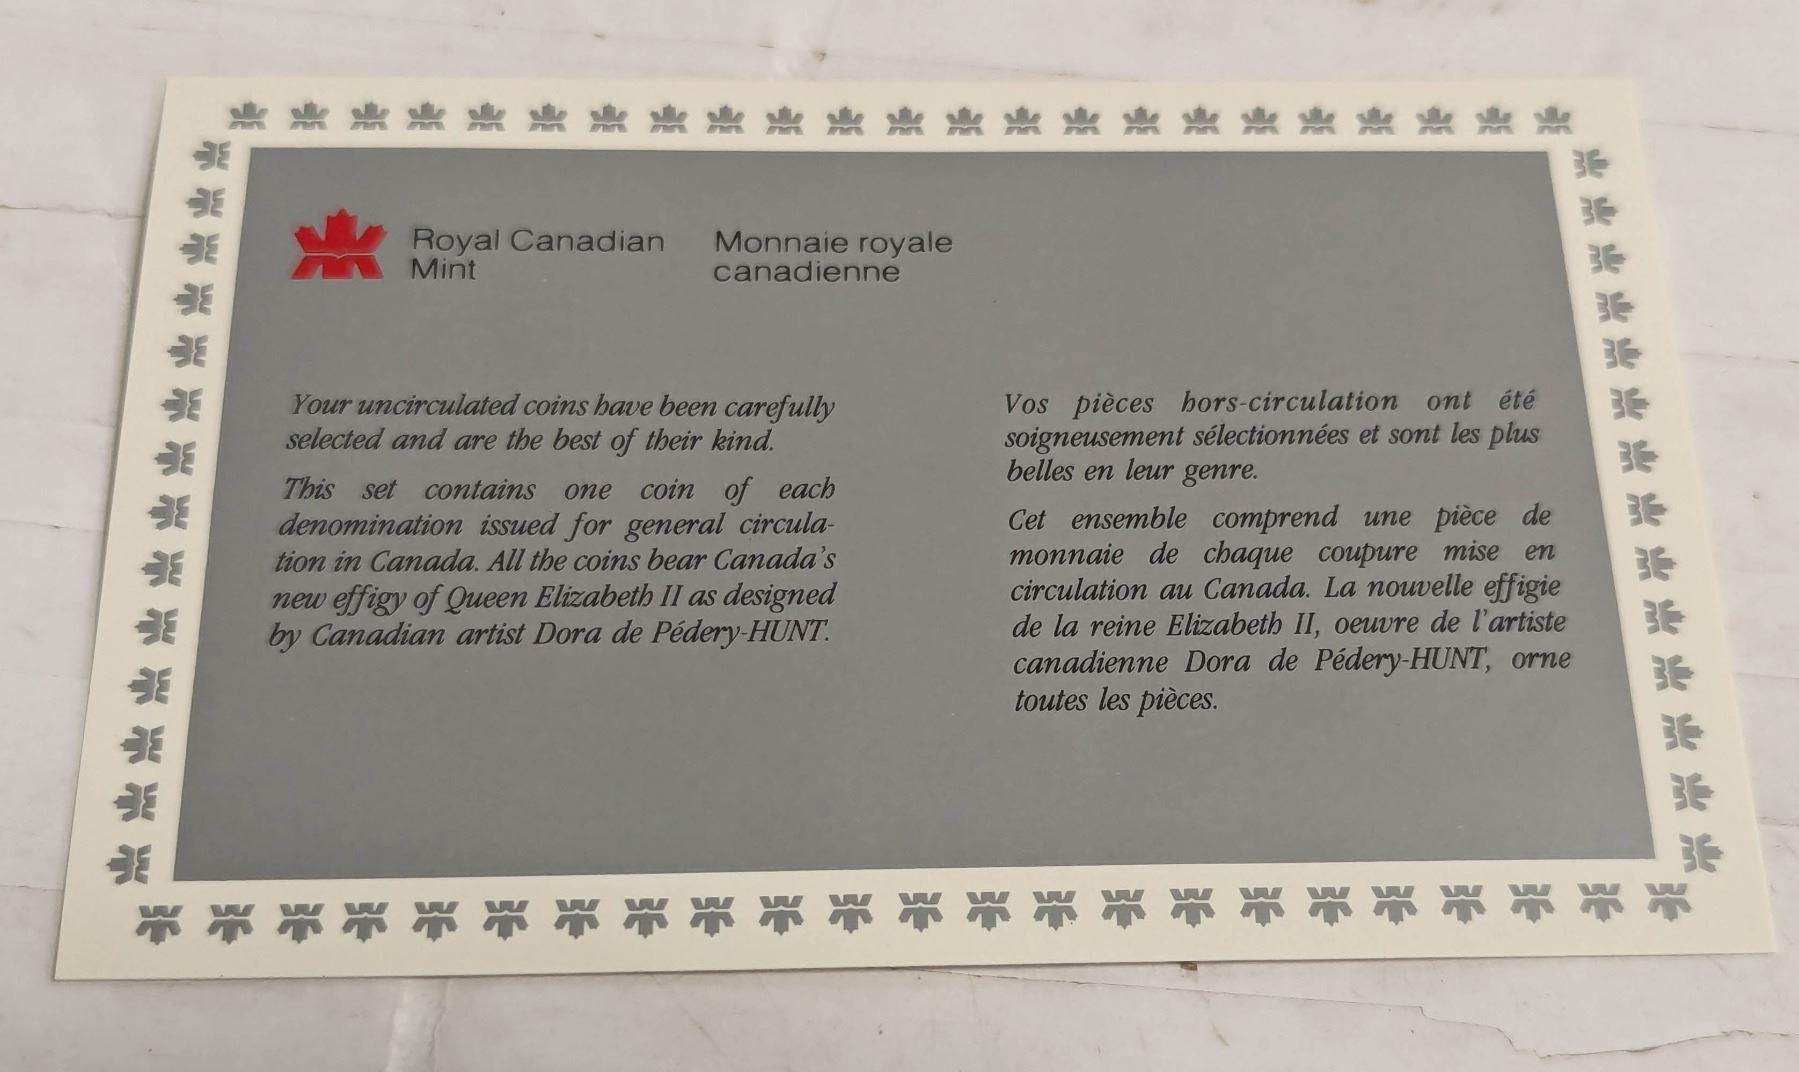 Royal Canadian
Mint
Monnaie royale
canadienne
Your uncirculated coins have been carefully
selected and are the best of their kind.
This set contains one coin of each
denomination issued for general circula-
tion in Canada. All the coins bear Canada's
new effigy of Queen Elizabeth II as designed
by Canadian artist Dora de Pédery-HUNT.
Vos pièces hors-circulation ont été
soigneusement sélectionnées et sont les plus
belles en leur genre.
Cet ensemble comprend une pièce de
monnaie de chaque coupure mise en
circulation au Canada. La nouvelle effigie
de la reine Elizabeth II, oeuvre de l'artiste
canadienne Dora de Pédery-HUNT, orne
toutes les pièces.